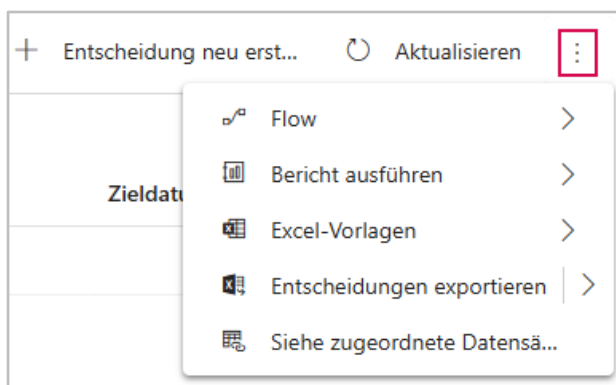 Entscheidung neu erst... Aktualisieren
Flow
Bericht ausführen
Zieldatu
Excel-Vorlagen
Entscheidungen exportieren
Siehe zugeordnete Datensä...